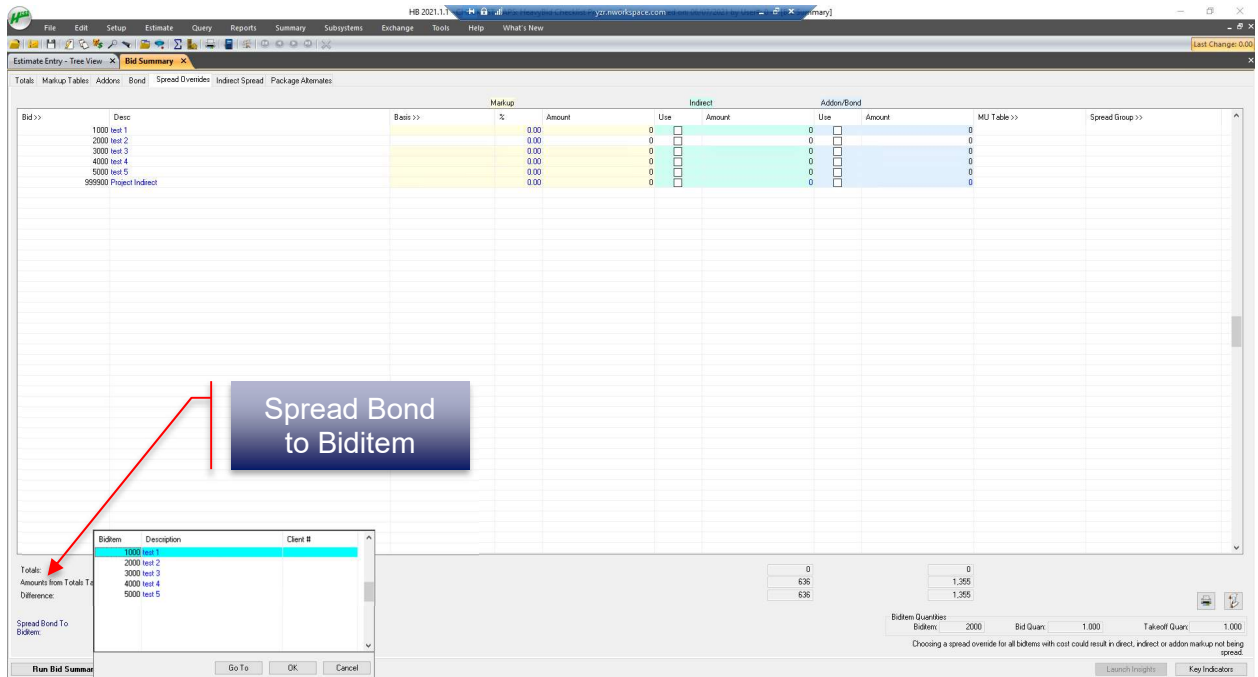 HB 2021.1.1
yzr.nworkspace.com
mmary]
File Edit Setup Estimate Query Reports Summary Subsystems Exchange Tools Help What's New
Last Change: 0.00
Estimate Entry - Tree View X Bid Summary X
Totals Markup Tables Addons Bond Spread Overrides Indirect Spread Package Alternates
Markup Indirect Addon/Bond
Bid >> Desc Basis >> % Amount Use Amount Use Amount MU Table >> Spread Group >>
1000 test 1 0.00 0 0 0
2000 test 2 0.00 0 0 0
3000 test 3 0.00 0 0 0
4000 test 4 0.00 0 0 0
5000 test 5 0.00 0 0 0
999900 Project Indirect 0.00 0 0 0
Spread Bond
to Biditem
Biditem Description Client #
1000 test 1
2000 test 2
3000 test 3
4000 test 4
5000 test 5
Go To OK Cancel
Totals: 0 0
Amounts from Totals Ta 636 1,355
Difference: 636 1,355
Spread Bond To
Biditem:
Biditem Quantities
Biditem: 2000 Bid Quan: 1.000 Takeoff Quan: 1.000
Choosing a spread override for all biditems with cost could result in direct, indirect or addon markup not being
spread.
Run Bid Summar
Launch Insights Key Indicators